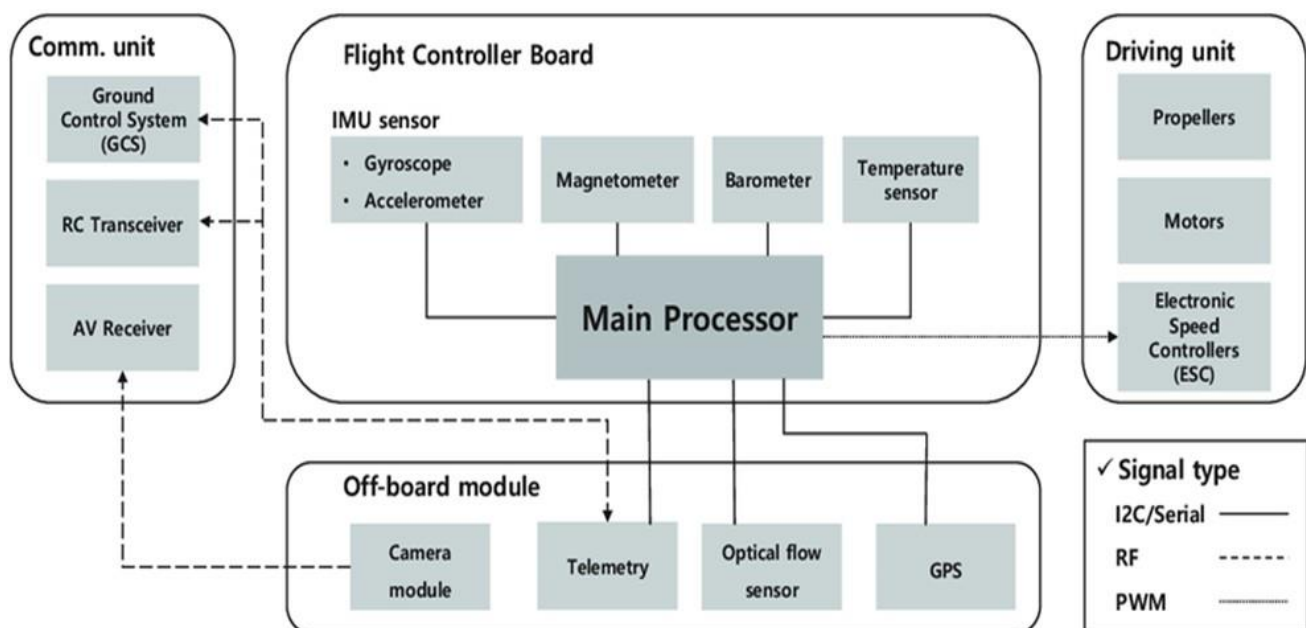 Comm. unit
Ground
Control System
(GCS)
RC Transceiver
AV Receiver
Flight Controller Board
IMU sensor
• Gyroscope
• Accelerometer
Magnetometer
Barometer
Temperature
sensor
Main Processor
Driving unit
Propellers
Motors
Electronic
Speed
Controllers
(ESC)
Off-board module
Camera
module
Telemetry
Optical flow
sensor
GPS
✓ Signal type
I2C/Serial
RF
PWM